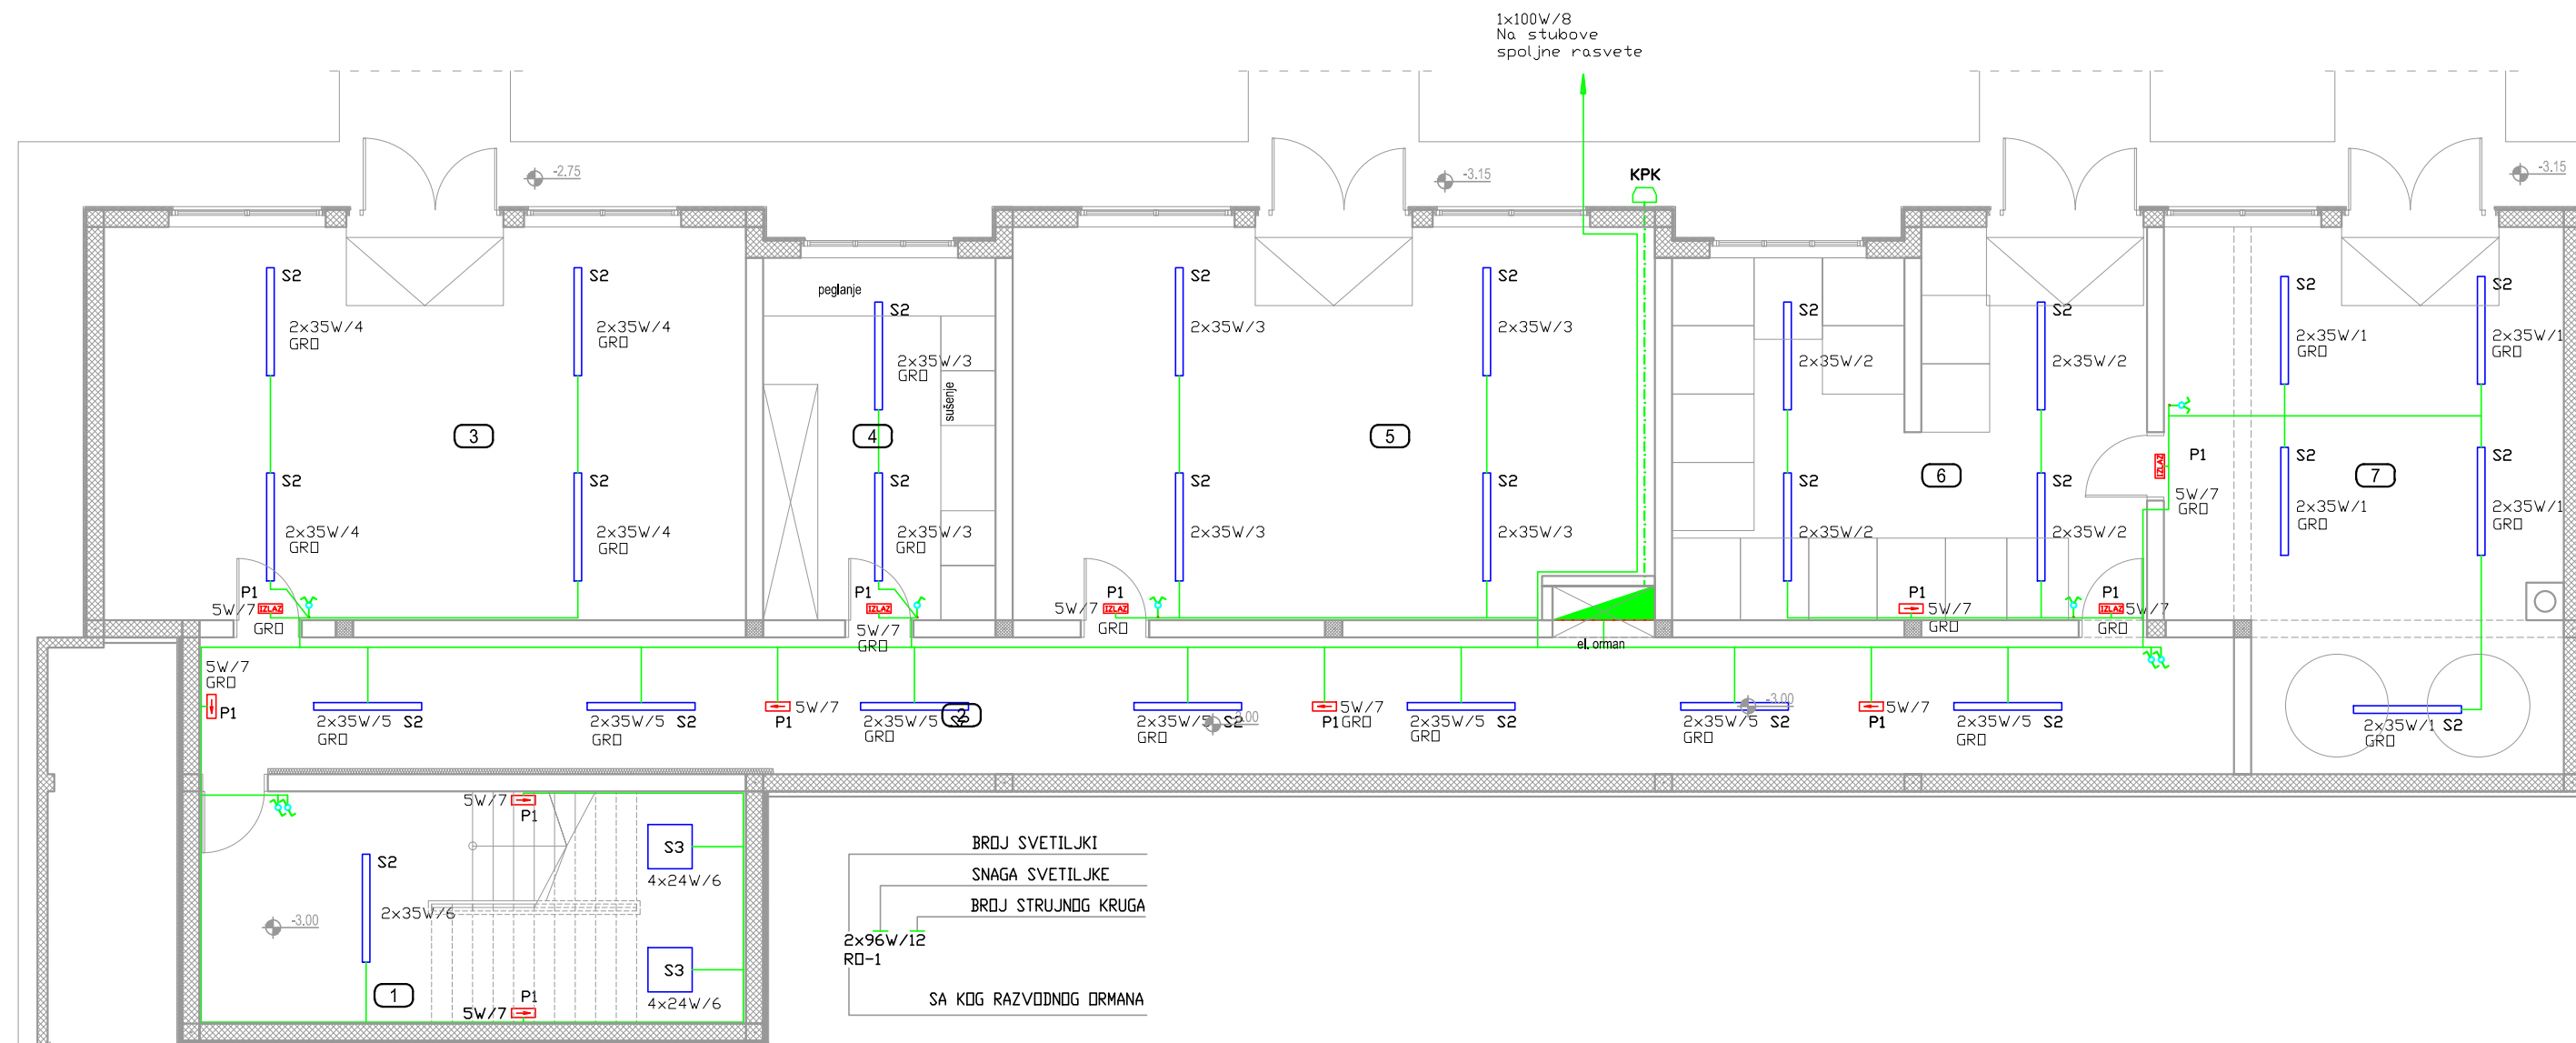 1x100W/8
Na stubove
spoljne rasvete
KPK
-2.75
-3.15
-3.15
S2
2x35W/4
GRO
S2
2x35W/4
GRO
3
S2
2x35W/4
GRO
S2
2x35W/4
GRO
P1
5W/7 IZLAZ
GRO
peglanje
S2
2x35W/3
GRO
sušenje
4
S2
2x35W/3
GRO
P1
IZLAZ
5W/7
GRO
S2
2x35W/3
S2
2x35W/3
5
S2
2x35W/3
S2
2x35W/3
P1
5W/7 IZLAZ
GRO
el. orman
S2
2x35W/2
S2
2x35W/2
6
S2
2x35W/2
S2
2x35W/2
P1
5W/7
GRO
P1
IZLAZ 5W/7
GRO
S2
2x35W/1
GRO
S2
2x35W/1
GRO
P1
IZLAZ
5W/7
GRO
7
S2
2x35W/1
GRO
S2
2x35W/1
GRO
5W/7
GRO
P1
2x35W/5 S2
GRO
2x35W/5 S2
GRO
5W/7
P1
2x35W/5 S2
GRO
2
2x35W/5 S2
GRO
-3.00
5W/7
P1 GRO
2x35W/5 S2
GRO
2x35W/5 S2
GRO
-3.00
5W/7
P1
2x35W/5 S2
GRO
2x35W/1 S2
GRO
5W/7
P1
S2
2x35W/6
-3.00
1
S3
4x24W/6
S3
4x24W/6
P1
5W/7
BROJ SVETILJKI
SNAGA SVETILJKE
BROJ STRUJNOG KRUGA
2x96W/12
RO-1
SA KOG RAZVODNOG ORMANA